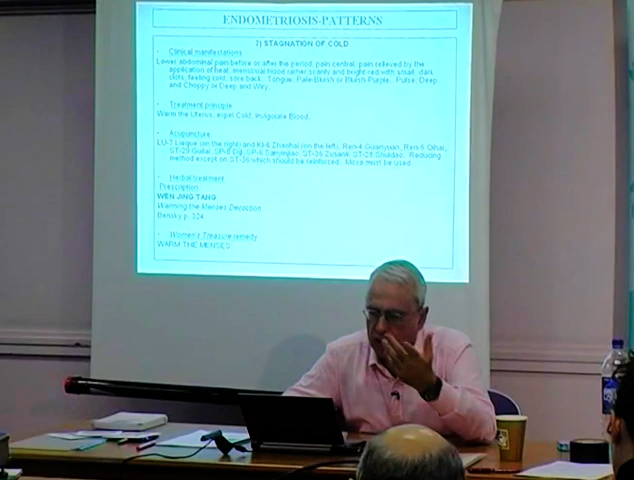 ENDOMETRIOSIS-PATTERNS
2) STAGNATION OF COLD
- Clinical manifestations
Lower abdominal pain before or after the period, pain central, pain relieved by the
application of heat, menstrual blood rather scanty and bright-red with small, dark
clots, feeling cold, sore back. Tongue: Pale-Bluish or Bluish-Purple. Pulse: Deep
and Choppy or Deep and Wiry.
- Treatment principle
Warm the Uterus, expel Cold, Invigorate Blood.
- Acupuncture
LU-7 Lieque (on the right) and KI-6 Zhaohai (on the left), Ren-4 Guanyuan, Ren-6 Qihai,
ST-29 Guilai, SP-8 Diji, SP-6 Sanyinjiao, ST-36 Zusanli, ST-28 Shuidao. Reducing
method except on ST-36 which should be reinforced. Moxa must be used.
- Herbal treatment
Prescription
WEN JING TANG
Warming the Menses Decoction
Bensky p. 324
- Women's Treasure remedy
WARM THE MENSES